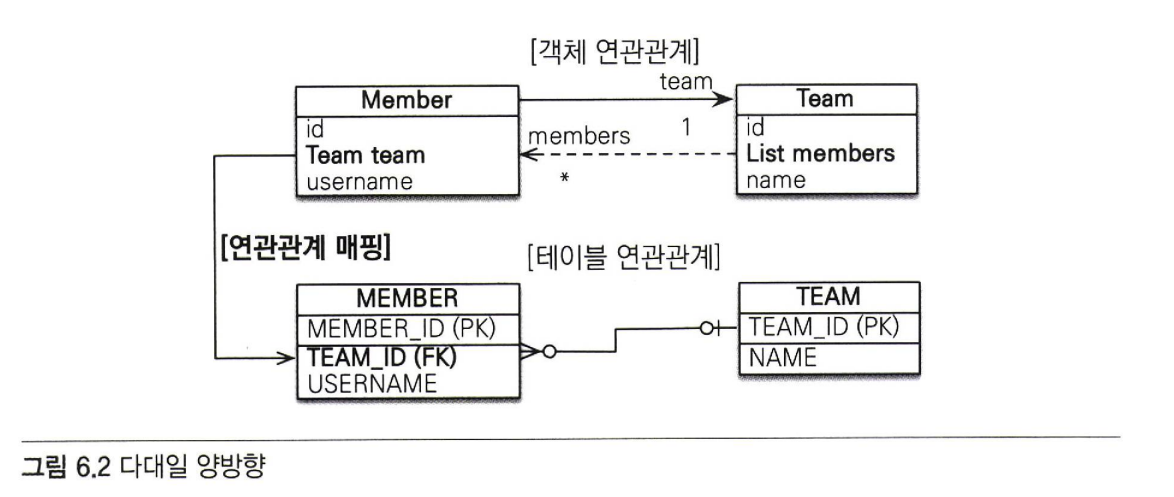 [객체 연관관계]
team
Member
Team
id
Team team
username
members
1
*
id
List members
name
[연관관계 매핑]
[테이블 연관관계]
MEMBER
MEMBER_ID (PK)
TEAM_ID (FK)
USERNAME
TEAM
TEAM_ID (PK)
NAME
그림 6.2 다대일 양방향